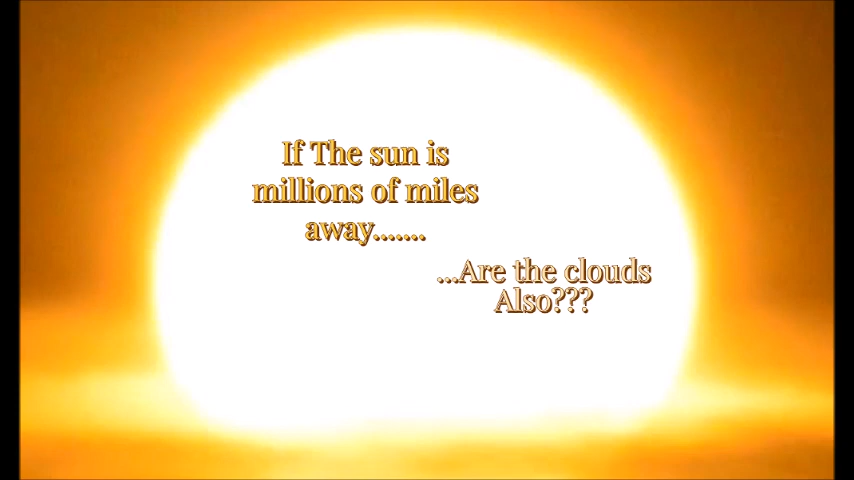 If The sun is
millions of miles
away.......
...Are the clouds
Also???